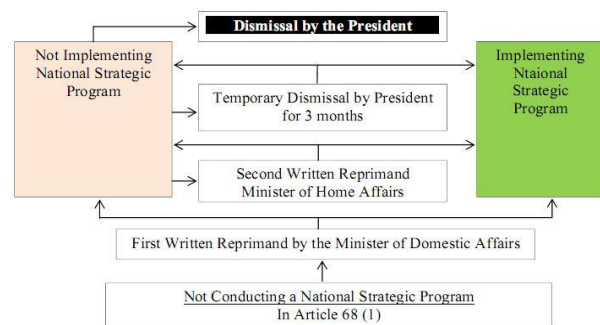 Dismissal by the President
Not Implementing
National Strategic
Program
Implementing
Ntaional
Strategic
Program
Temporary Dismissal by President
for 3 months
Second Written Reprimand
Minister of Home Affairs
First Written Reprimand by the Minister of Domestic Affairs
Not Conducting a National Strategic Program
In Article 68 (1)